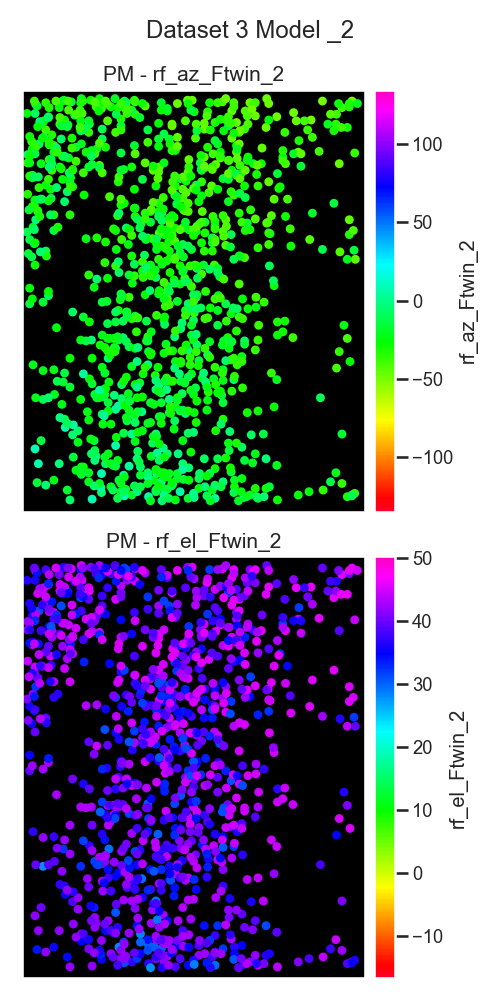 Dataset 3 Model _2
PM - rf_az_Ftwin_2
100
50
0
−50
−100
rf_az_Ftwin_2
PM - rf_el_Ftwin_2
50
40
30
20
10
0
−10
rf_el_Ftwin_2